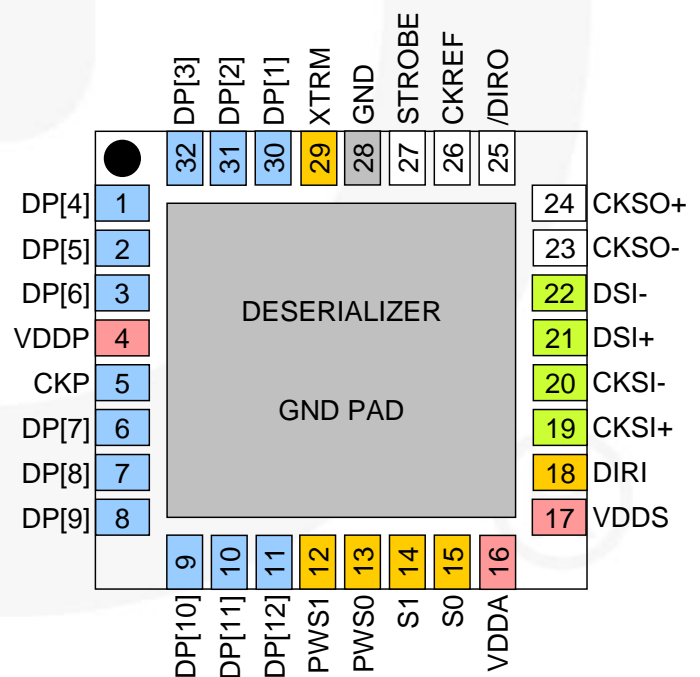 DP[3]
DP[2]
DP[1]
XTRM
GND
STROBE
CKREF
/DIRO
32
31
30
29
28
27
26
25
DP[4] 1
DP[5] 2
DP[6] 3
VDDP 4
CKP 5
DP[7] 6
DP[8] 7
DP[9] 8
DESERIALIZER
GND PAD
24 CKSO+
23 CKSO-
22 DSI-
21 DSI+
20 CKSI-
19 CKSI+
18 DIRI
17 VDDS
9
10
11
12
13
14
15
16
DP[10]
DP[11]
DP[12]
PWS1
PWS0
S1
S0
VDDA